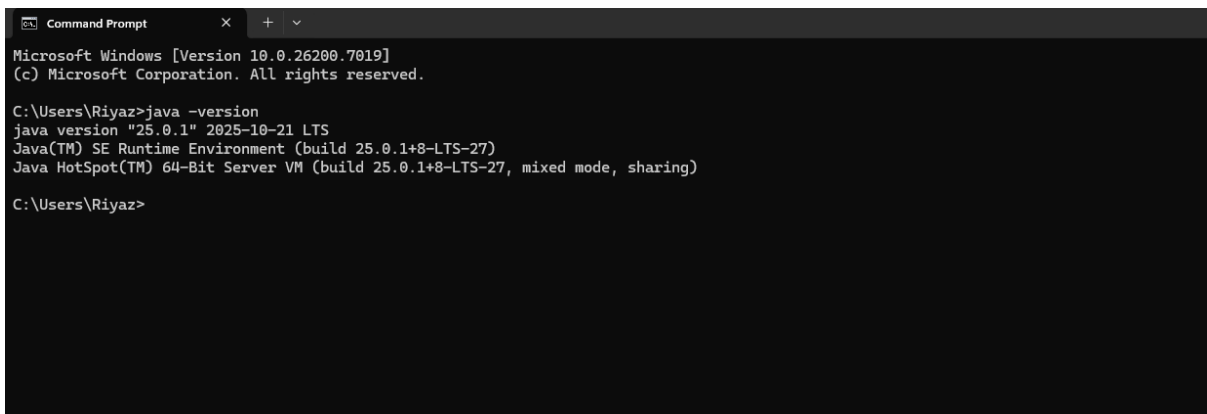 Command Prompt
Microsoft Windows [Version 10.0.26200.7019]
(c) Microsoft Corporation. All rights reserved.
C:\Users\Riyaz>java -version
java version "25.0.1" 2025-10-21 LTS
Java(TM) SE Runtime Environment (build 25.0.1+8-LTS-27)
Java HotSpot(TM) 64-Bit Server VM (build 25.0.1+8-LTS-27, mixed mode, sharing)
C:\Users\Riyaz>